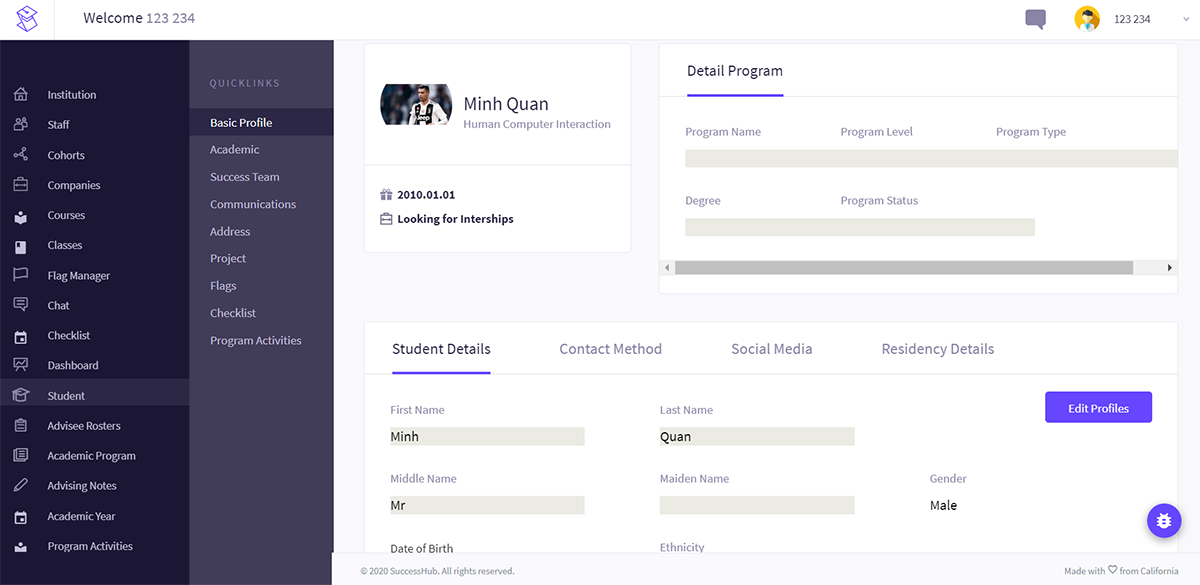 Welcome 123 234
123 234
Institution
Staff
Cohorts
Companies
Courses
Classes
Flag Manager
Chat
Checklist
Dashboard
Student
Advisee Rosters
Academic Program
Advising Notes
Academic Year
Program Activities
QUICKLINKS
Basic Profile
Academic
Success Team
Communications
Address
Project
Flags
Checklist
Program Activities
Jeep
Minh Quan
Human Computer Interaction
2010.01.01
Looking for Interships
Detail Program
Program Name Program Level Program Type
Degree Program Status
Student Details Contact Method Social Media Residency Details
Edit Profiles
First Name Last Name
Minh Quan
Middle Name Maiden Name Gender
Mr Male
Date of Birth Ethnicity
© 2020 SuccessHub. All rights reserved.
Made with ♡ from California